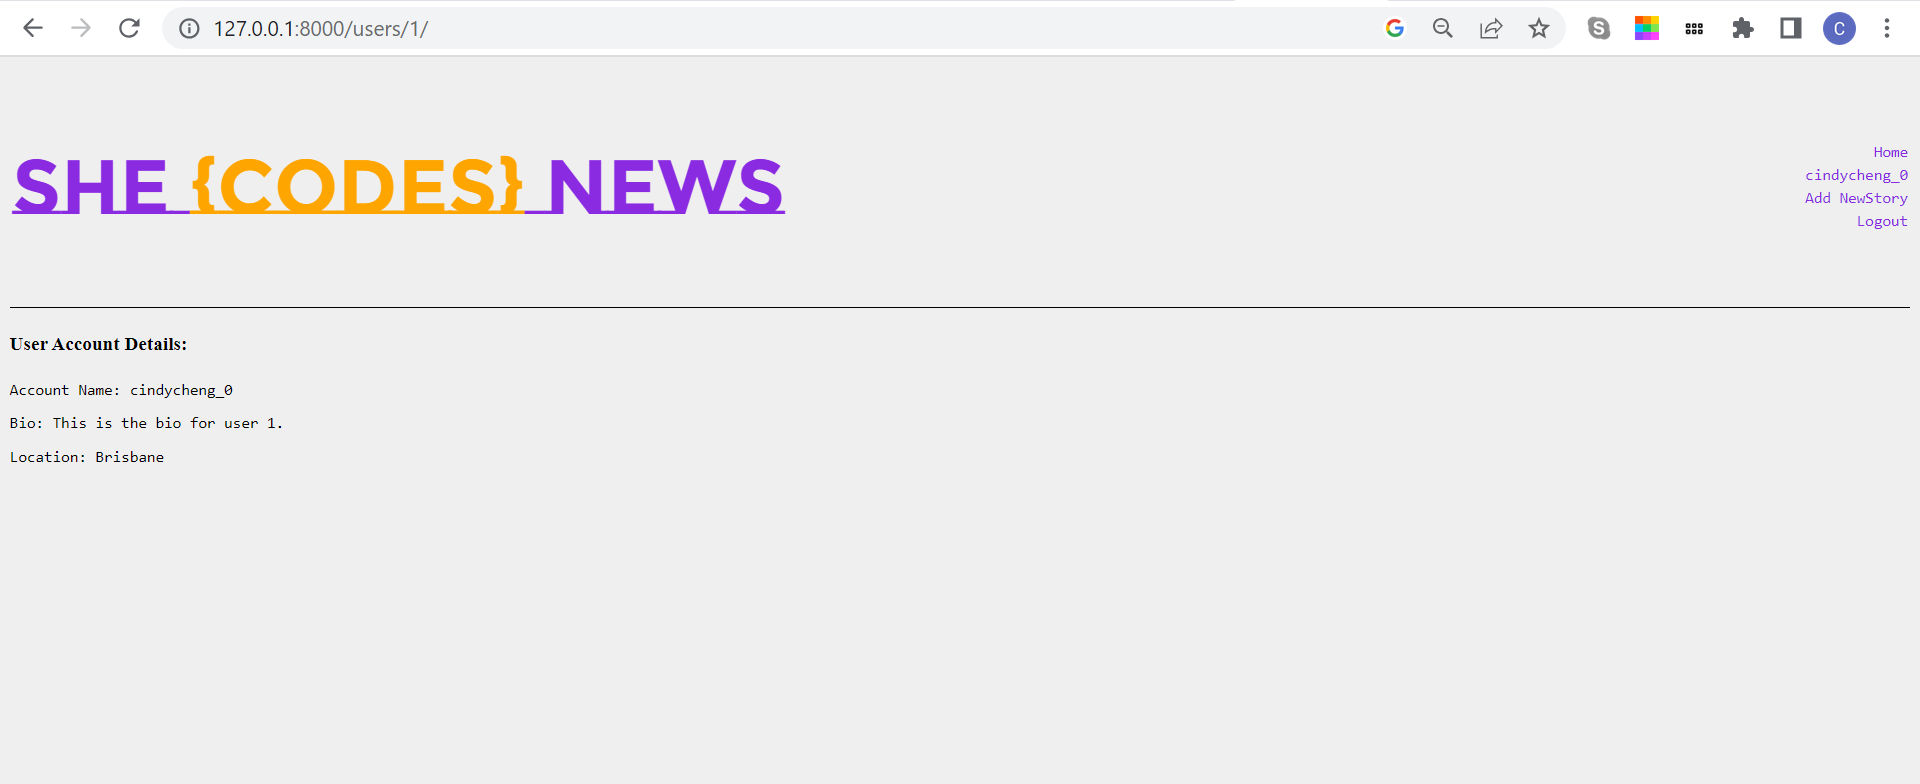 127.0.0.1:8000/users/1/
C
SHE {CODES} NEWS
Home
cindycheng_0
Add NewStory
Logout
User Account Details:
Account Name: cindycheng_0
Bio: This is the bio for user 1.
Location: Brisbane